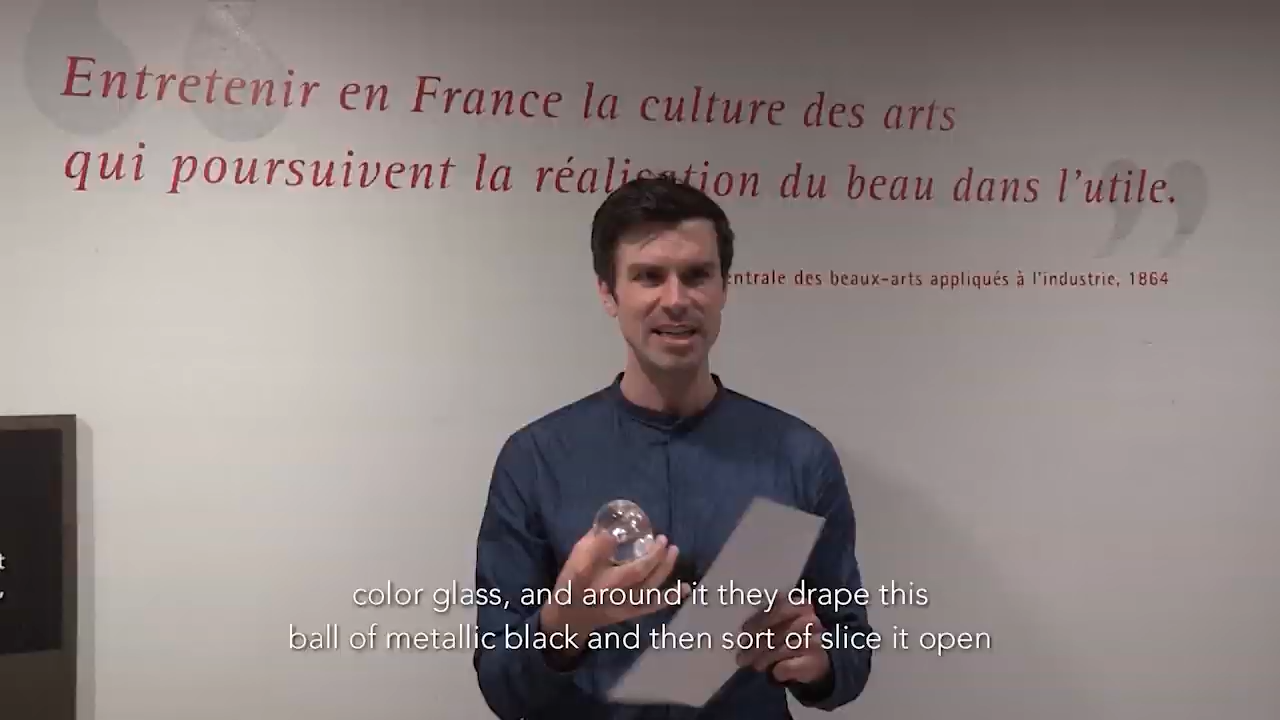 Entretenir en France la culture des arts
qui poursuivent la réalisation du beau dans l'utile.
des beaux-arts appliqués à l'industrie, 1864
color glass, and around it they drape this
ball of metallic black and then sort of slice it open